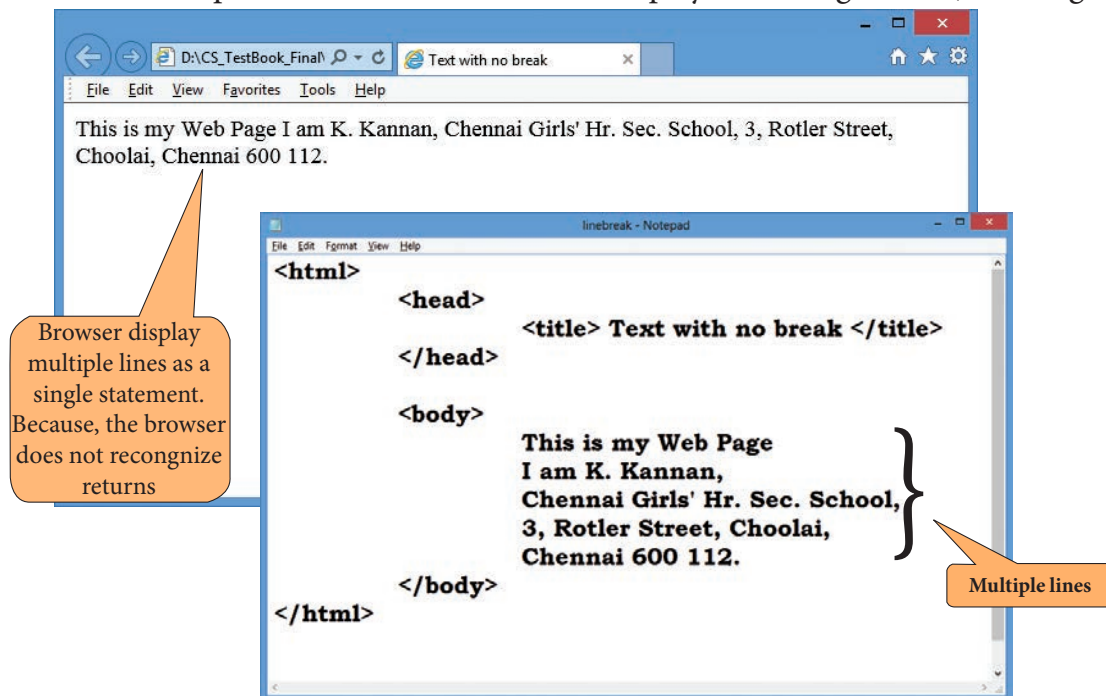 D:\CS_TestBook_Final\
Text with no break
File Edit View Favorites Tools Help
This is my Web Page I am K. Kannan, Chennai Girls' Hr. Sec. School, 3, Rotler Street,
Choolai, Chennai 600 112.
linebreak - Notepad
File Edit Format View Help
<html>
<head>
<title> Text with no break </title>
</head>
<body>
This is my Web Page
I am K. Kannan,
Chennai Girls' Hr. Sec. School,
3, Rotler Street, Choolai,
Chennai 600 112.
</body>
</html>
Browser display
multiple lines as a
single statement.
Because, the browser
does not recongnize
returns
Multiple lines